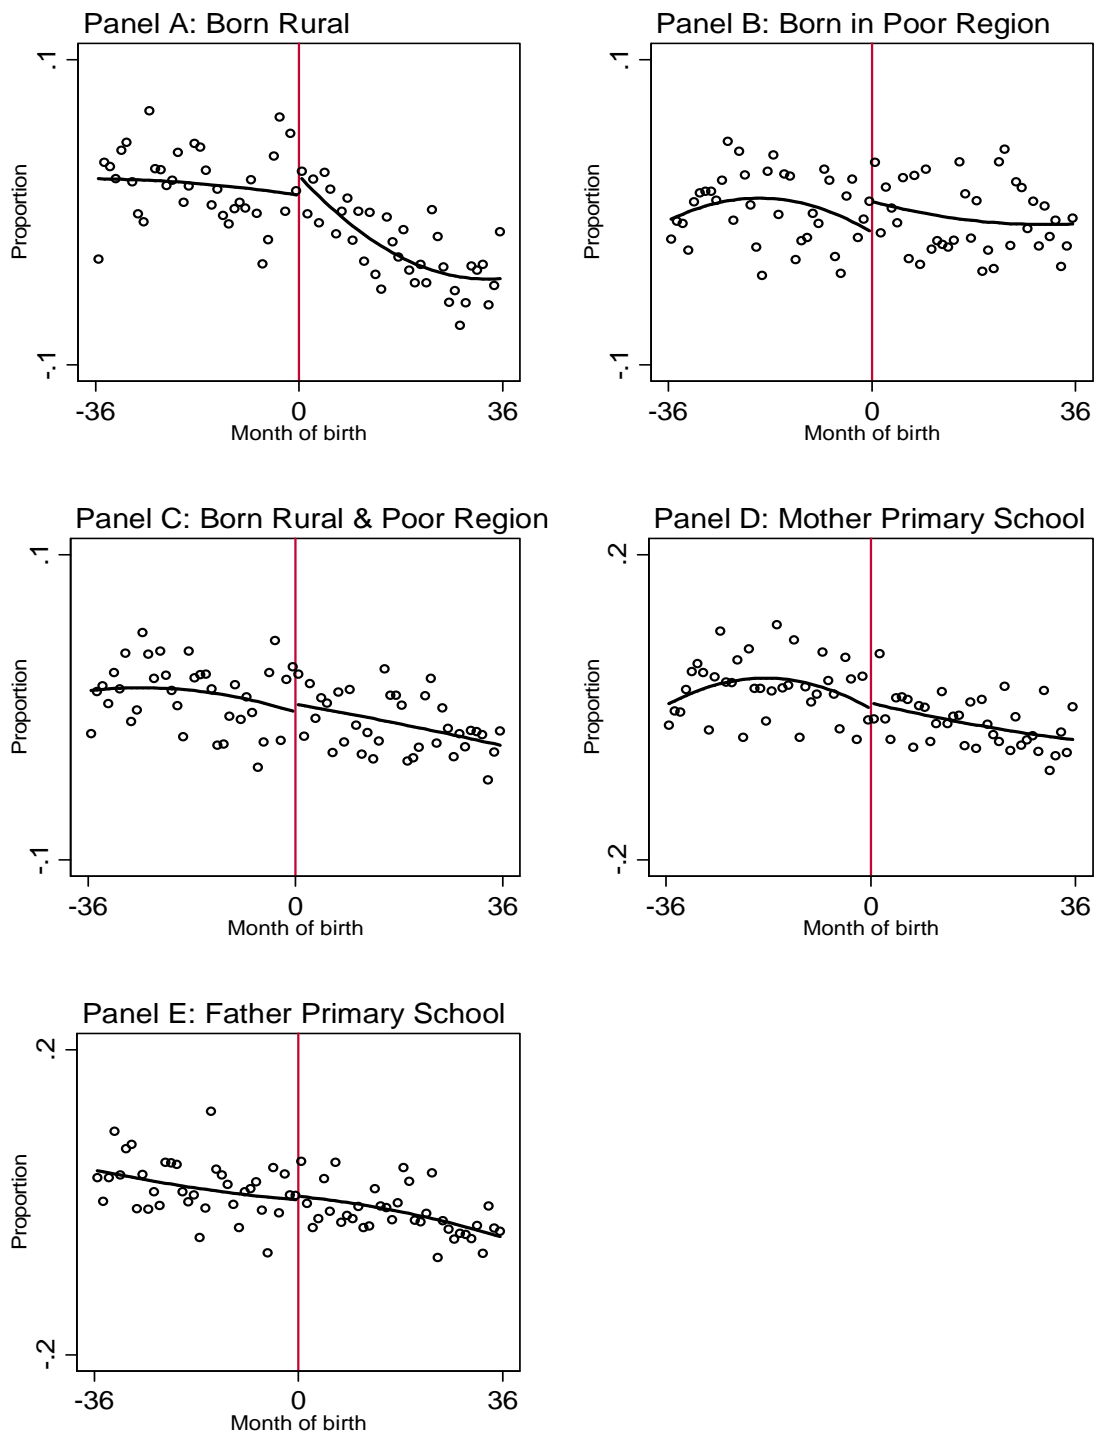 Panel A: Born Rural
.1
-.1
Proportion
-36 0 36
Month of birth
Panel B: Born in Poor Region
.1
-.1
Proportion
-36 0 36
Month of birth
Panel C: Born Rural & Poor Region
.1
-.1
Proportion
-36 0 36
Month of birth
Panel D: Mother Primary School
.2
-.2
Proportion
-36 0 36
Month of birth
Panel E: Father Primary School
.2
-.2
Proportion
-36 0 36
Month of birth